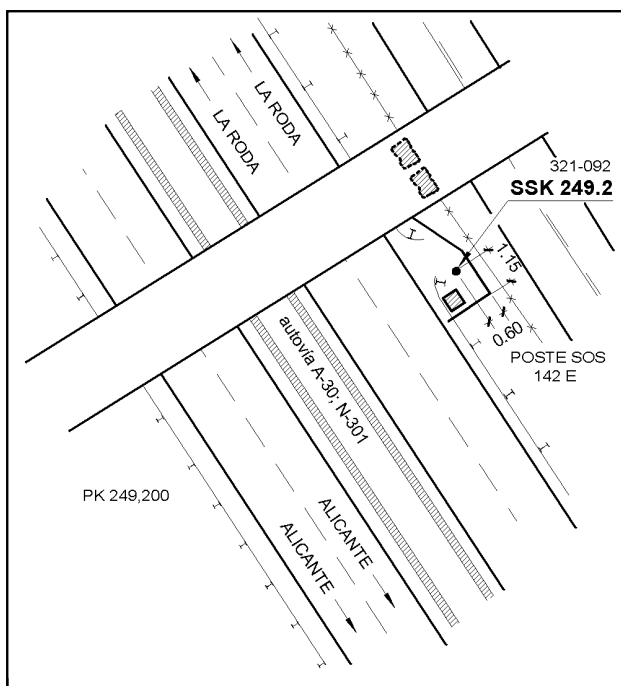 LA RODA
LA RODA
321-092
SSK 249.2
1.15
0.60
POSTE SOS
142 E
autovía A-30; N-301
PK 249,200
ALICANTE
ALICANTE